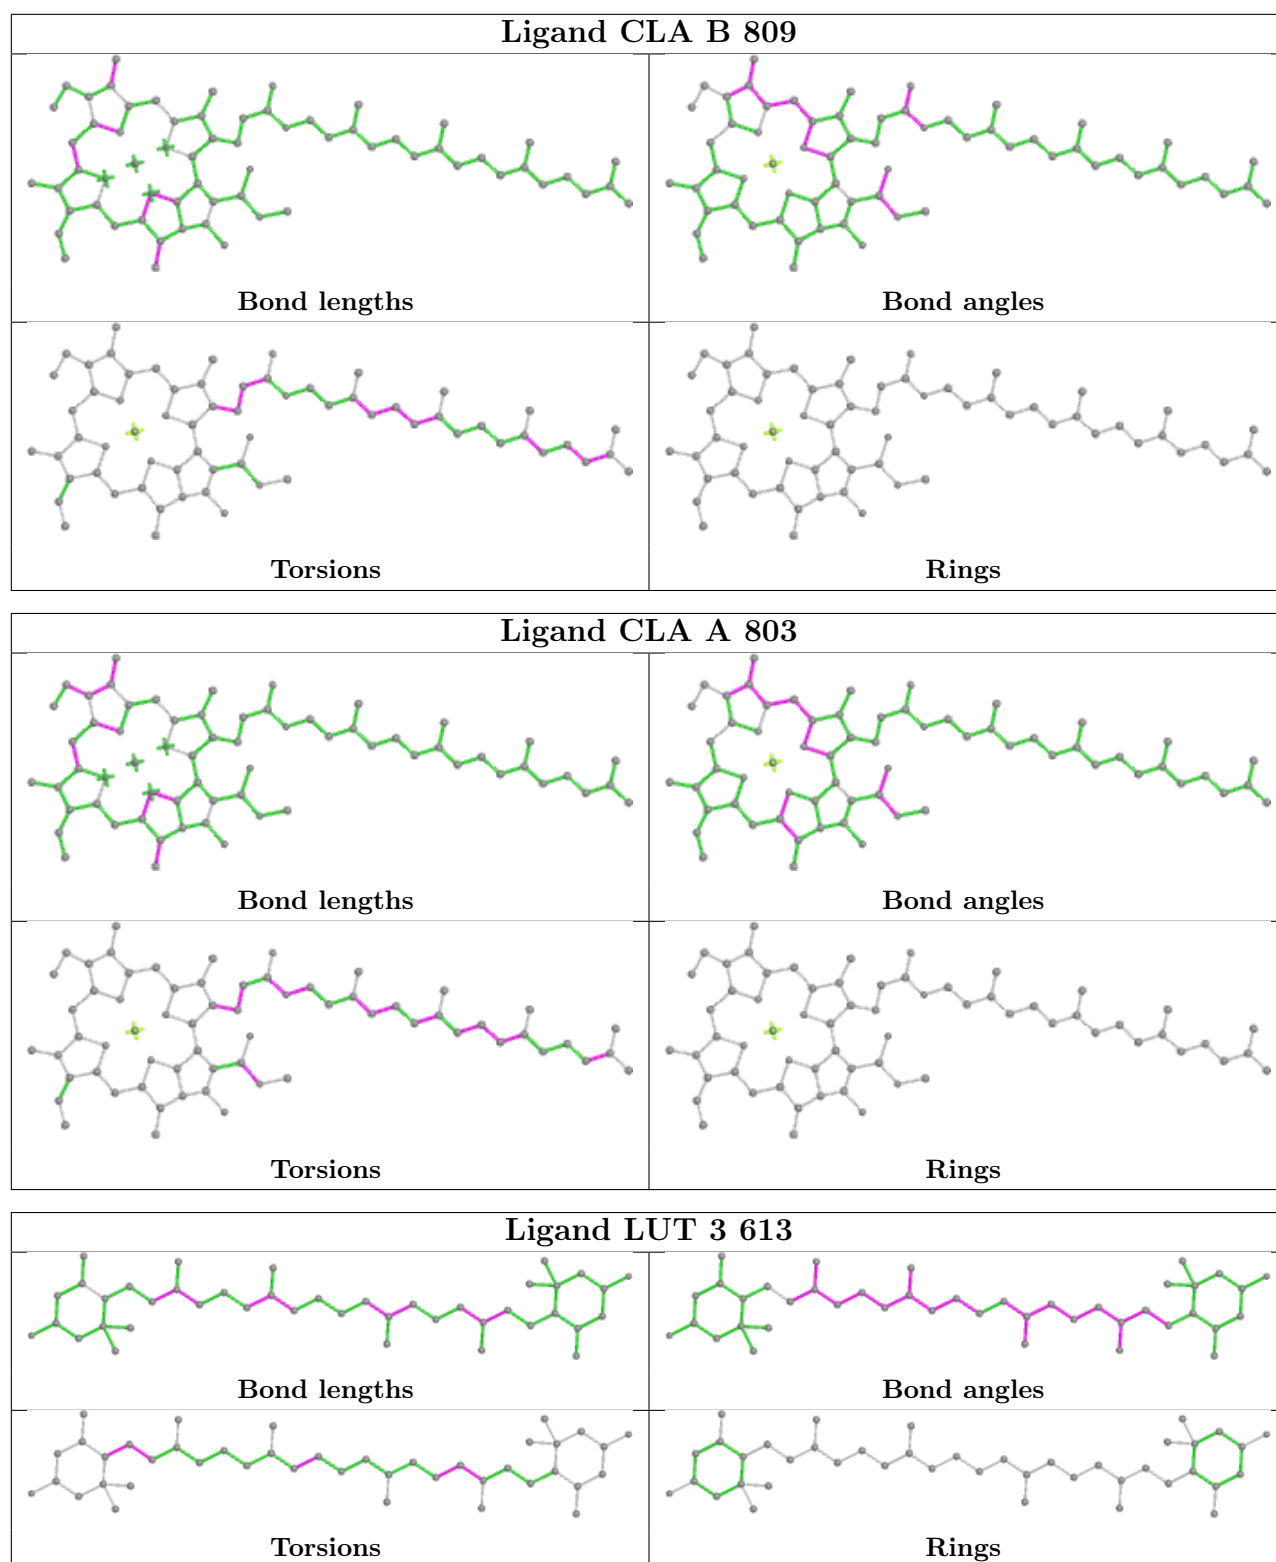 Ligand CLA B 809
Bond lengths
Bond angles
Torsions
Rings
Ligand CLA A 803
Bond lengths
Bond angles
Torsions
Rings
Ligand LUT 3 613
Bond lengths
Bond angles
Torsions
Rings